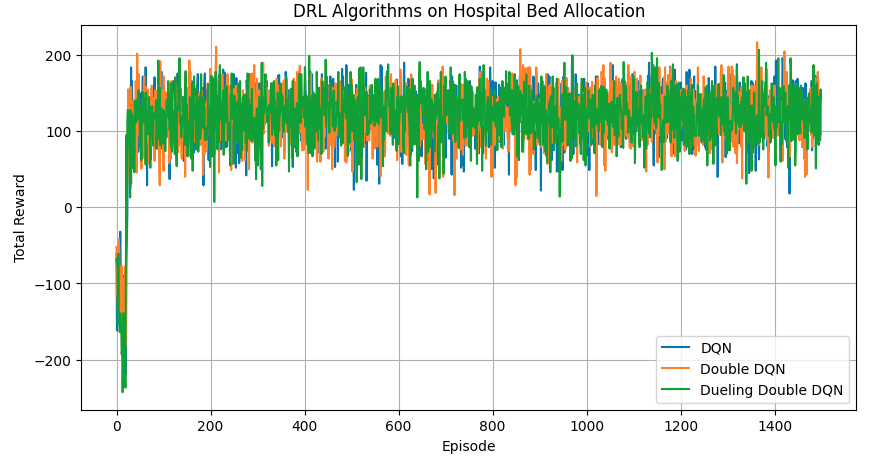 DRL Algorithms on Hospital Bed Allocation
Total Reward
200
100
0
−100
−200
0 200 400 600 800 1000 1200 1400
Episode
DQN
Double DQN
Dueling Double DQN